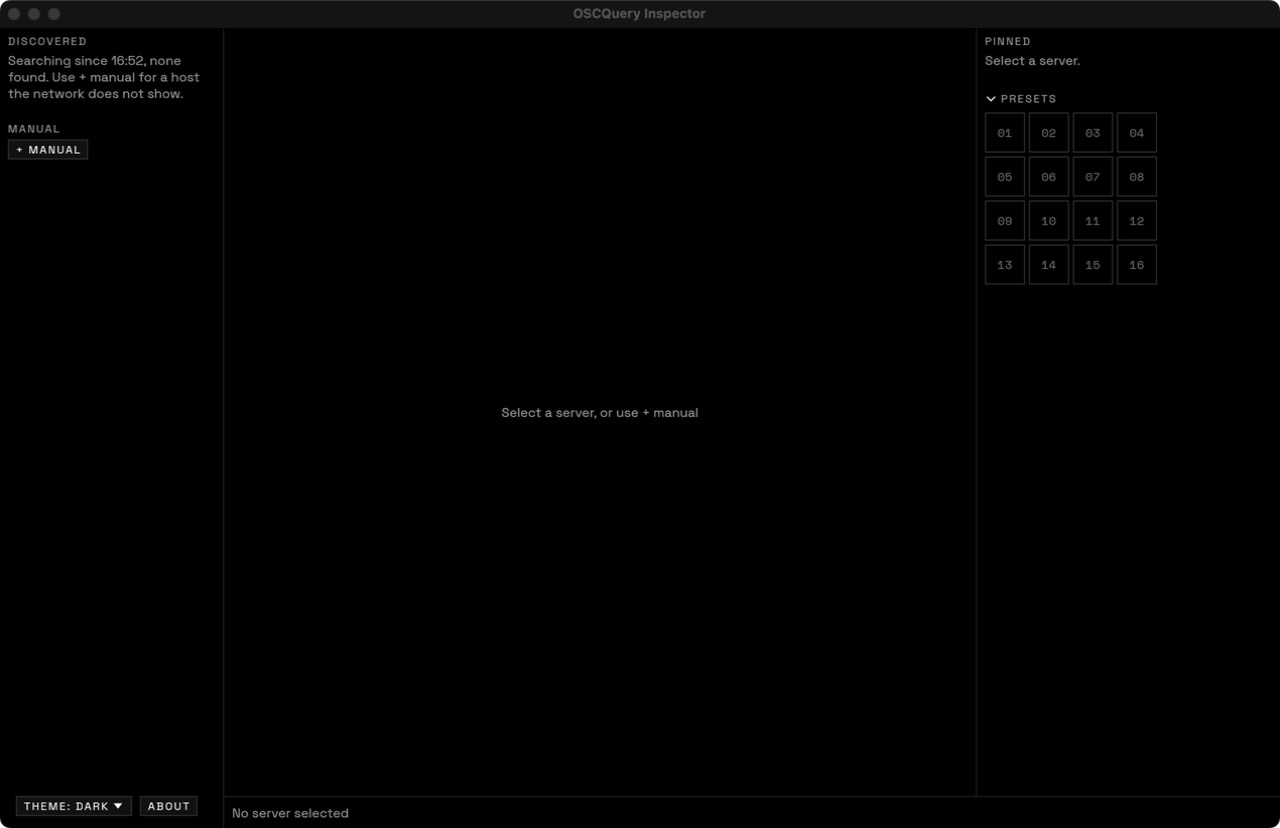 OSCQuery Inspector
DISCOVERED
Searching since 16:52, none
found. Use + manual for a host
the network does not show.
MANUAL
+ MANUAL
THEME: DARK
ABOUT
Select a server, or use + manual
No server selected
PINNED
Select a server.
PRESETS
01 02 03 04
05 06 07 08
09 10 11 12
13 14 15 16